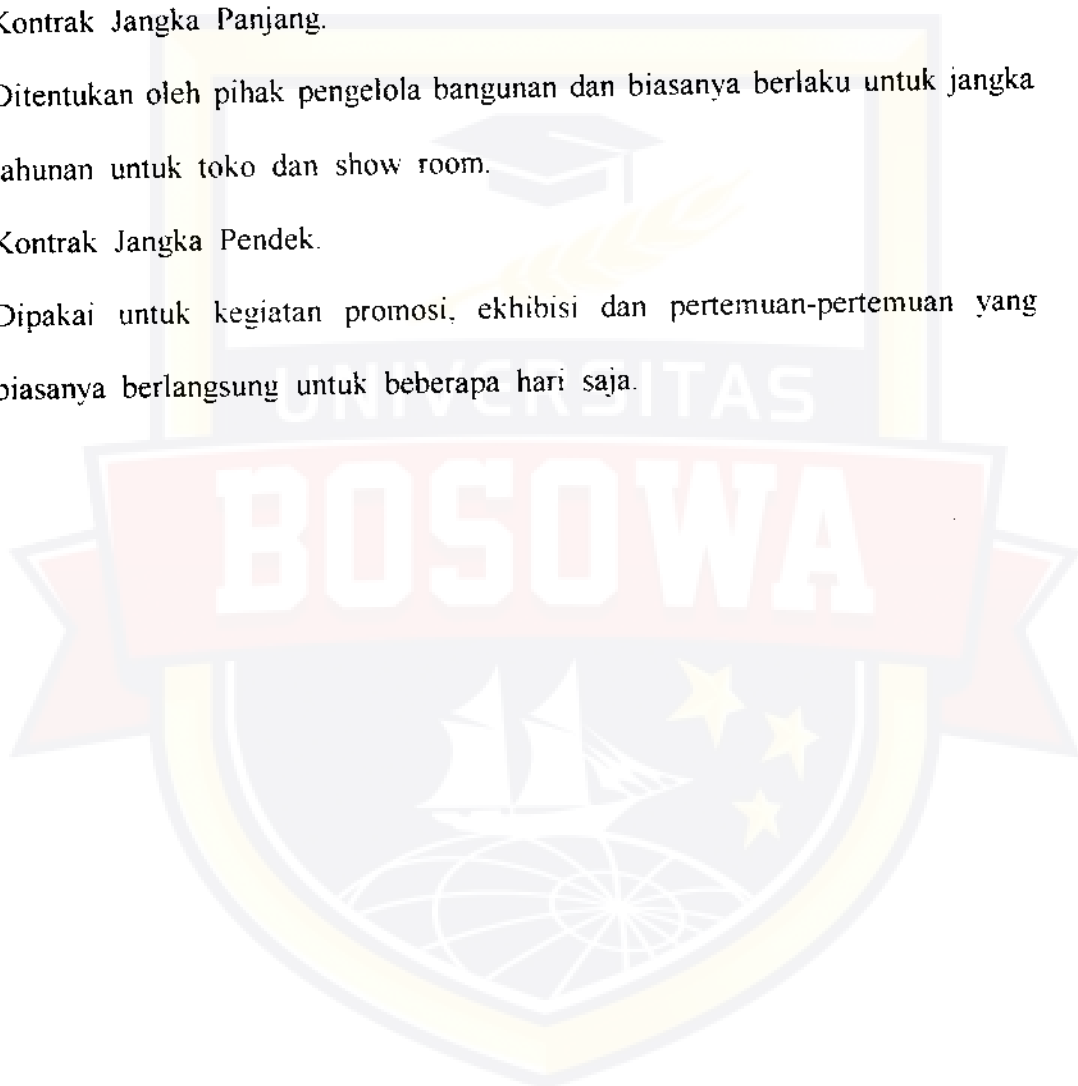 Kontrak Jangka Panjang.
Ditentukan oleh pihak pengelola bangunan dan biasanya berlaku untuk jangka
tahunan untuk toko dan show room.
Kontrak Jangka Pendek.
Dipakai untuk kegiatan promosi, ekhibisi dan pertemuan-pertemuan yang
biasanya berlangsung untuk beberapa hari saja.
UNIVERSITAS
BOSOWA